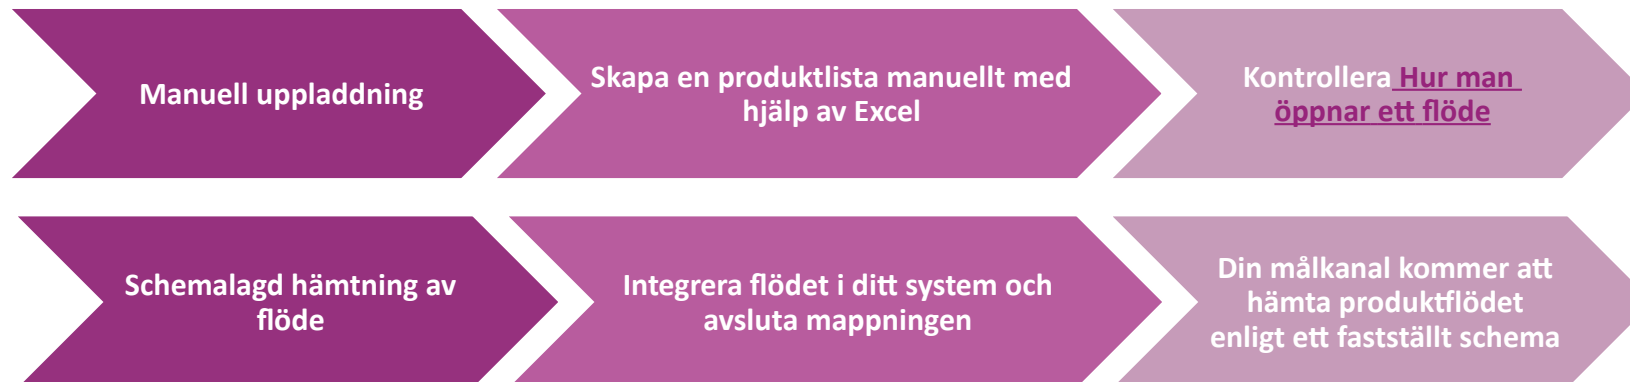 Manuell uppladdning
Skapa en produktlista manuellt med
hjälp av Excel
Kontrollera Hur man
öppnar ett flöde
Schemalagd hämtning av
flöde
Integrera flödet i ditt system och
avsluta mappningen
Din målkanal kommer att
hämta produktflödet
enligt ett fastställt schema